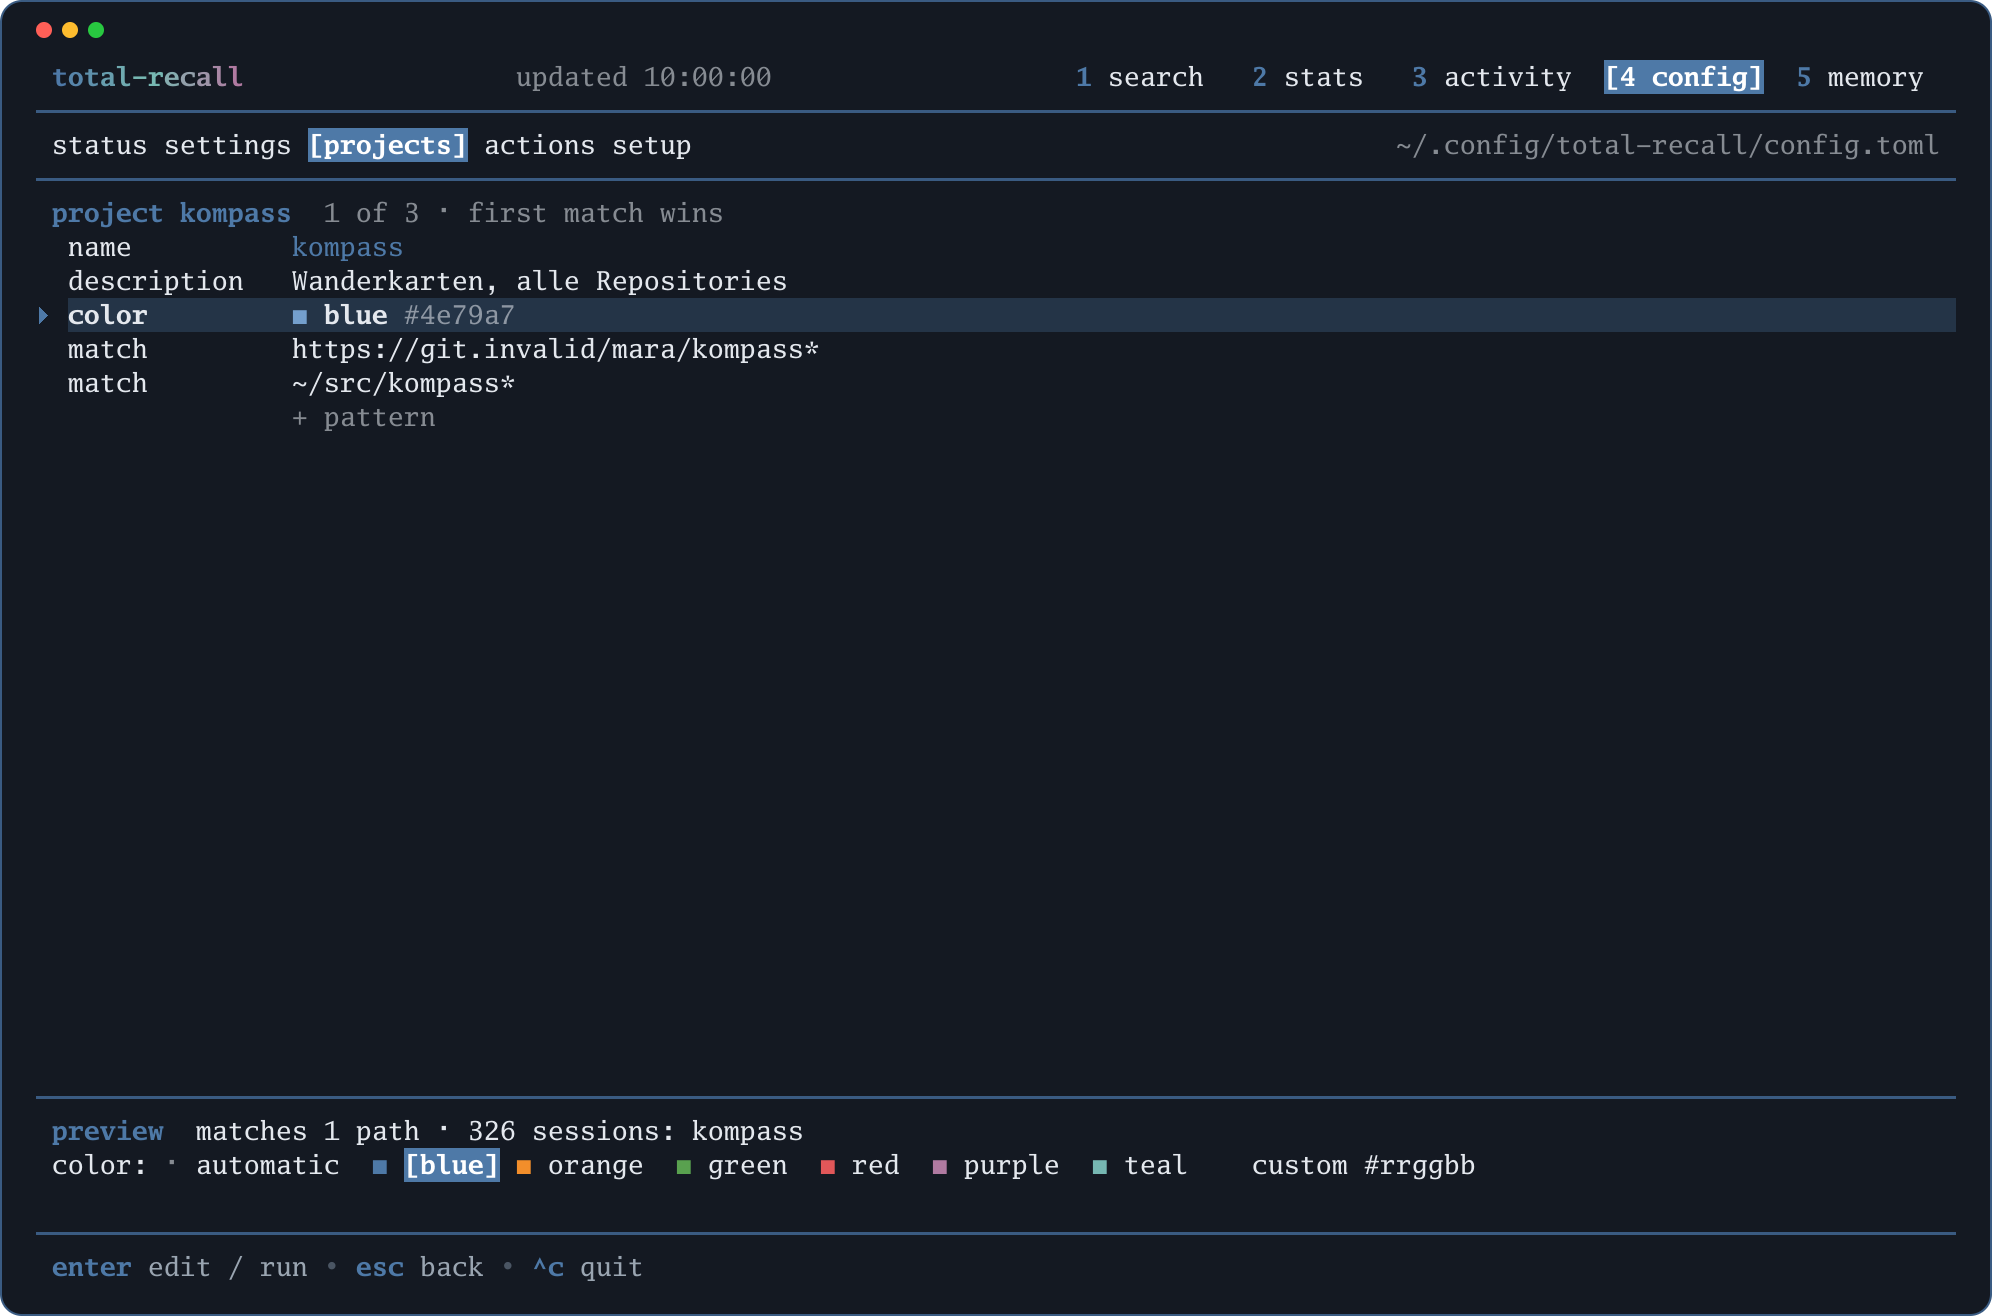 total-recall updated 10:00:00 1 search 2 stats 3 activity [4 config] 5 memory
status settings [projects] actions setup ~/.config/total-recall/config.toml
project kompass 1 of 3 · first match wins
name kompass
description Wanderkarten, alle Repositories
color ■ blue #4e79a7
match https://git.invalid/mara/kompass*
match ~/src/kompass*
+ pattern
preview matches 1 path · 326 sessions: kompass
color: · automatic ■ [blue] ■ orange ■ green ■ red ■ purple ■ teal custom #rrggbb
enter edit / run • esc back • ^c quit